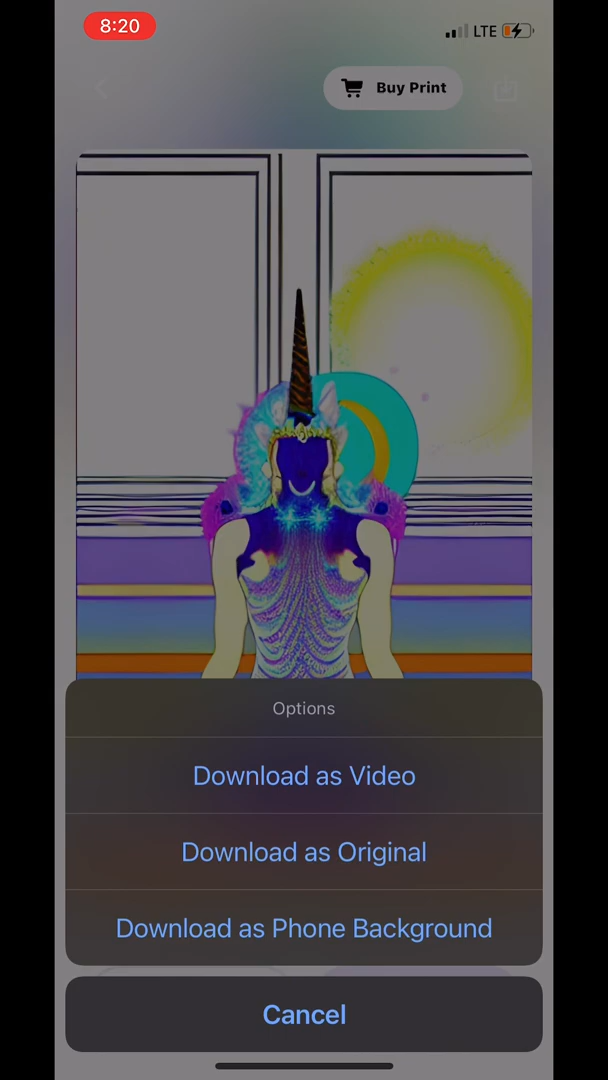 8:20
LTE
Buy Print
Options
Download as Video
Download as Original
Download as Phone Background
Cancel